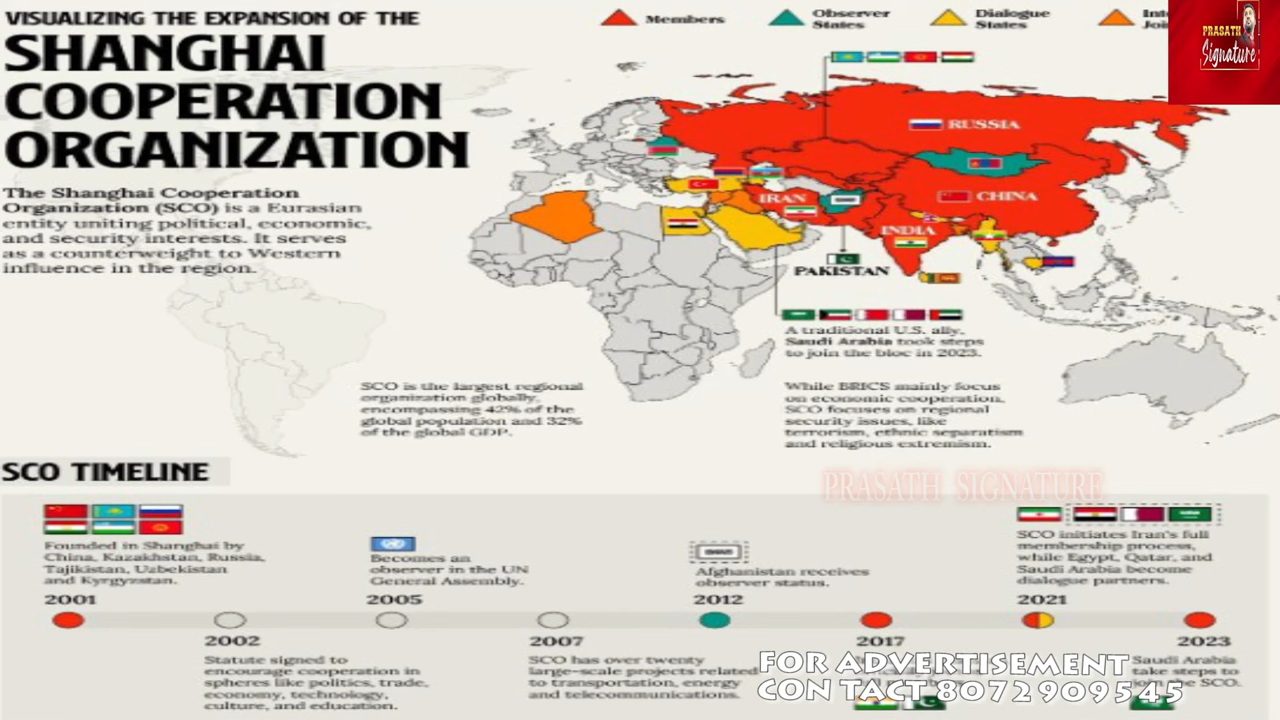 VISUALIZING THE EXPANSION OF THE
SHANGHAI
COOPERATION
ORGANIZATION
The Shanghai Cooperation
Organization (SCO) is a Eurasian
entity uniting political, economic,
and security interests. It serves
as a counterweight to Western
influence in the region.
Members
Observer
States
Dialogue
States
PRASATH
Signature
RUSSIA
CHINA
IRAN
INDIA
PAKISTAN
A traditional U.S. ally,
Saudi Arabia took steps
to join the bloc in 2023.
SCO is the largest regional
organization globally,
encompassing 42% of the
global population and 32%
of the global GDP.
While BRICS mainly focus
on economic cooperation,
SCO focuses on regional
security issues, like
terrorism, ethnic separatism
and religious extremism.
SCO TIMELINE
PRASATH SIGNATURE
Founded in Shanghai by
China, Kazakhstan, Russia,
Tajikistan, Uzbekistan
and Kyrgyzstan.
2001
2002
Statute signed to
encourage cooperation in
spheres like politics, trade,
economy, technology,
culture, and education.
Becomes an
observer in the UN
General Assembly.
2005
2007
SCO has over twenty
large-scale projects related
to transportation, energy
and telecommunications.
Afghanistan receives
observer status.
2012
2017
SCO initiates Iran's full
membership process,
while Egypt, Qatar, and
Saudi Arabia become
dialogue partners.
2021
2023
Saudi Arabia
take steps to
join the SCO.
FOR ADVERTISEMENT
CON TACT 8072909545